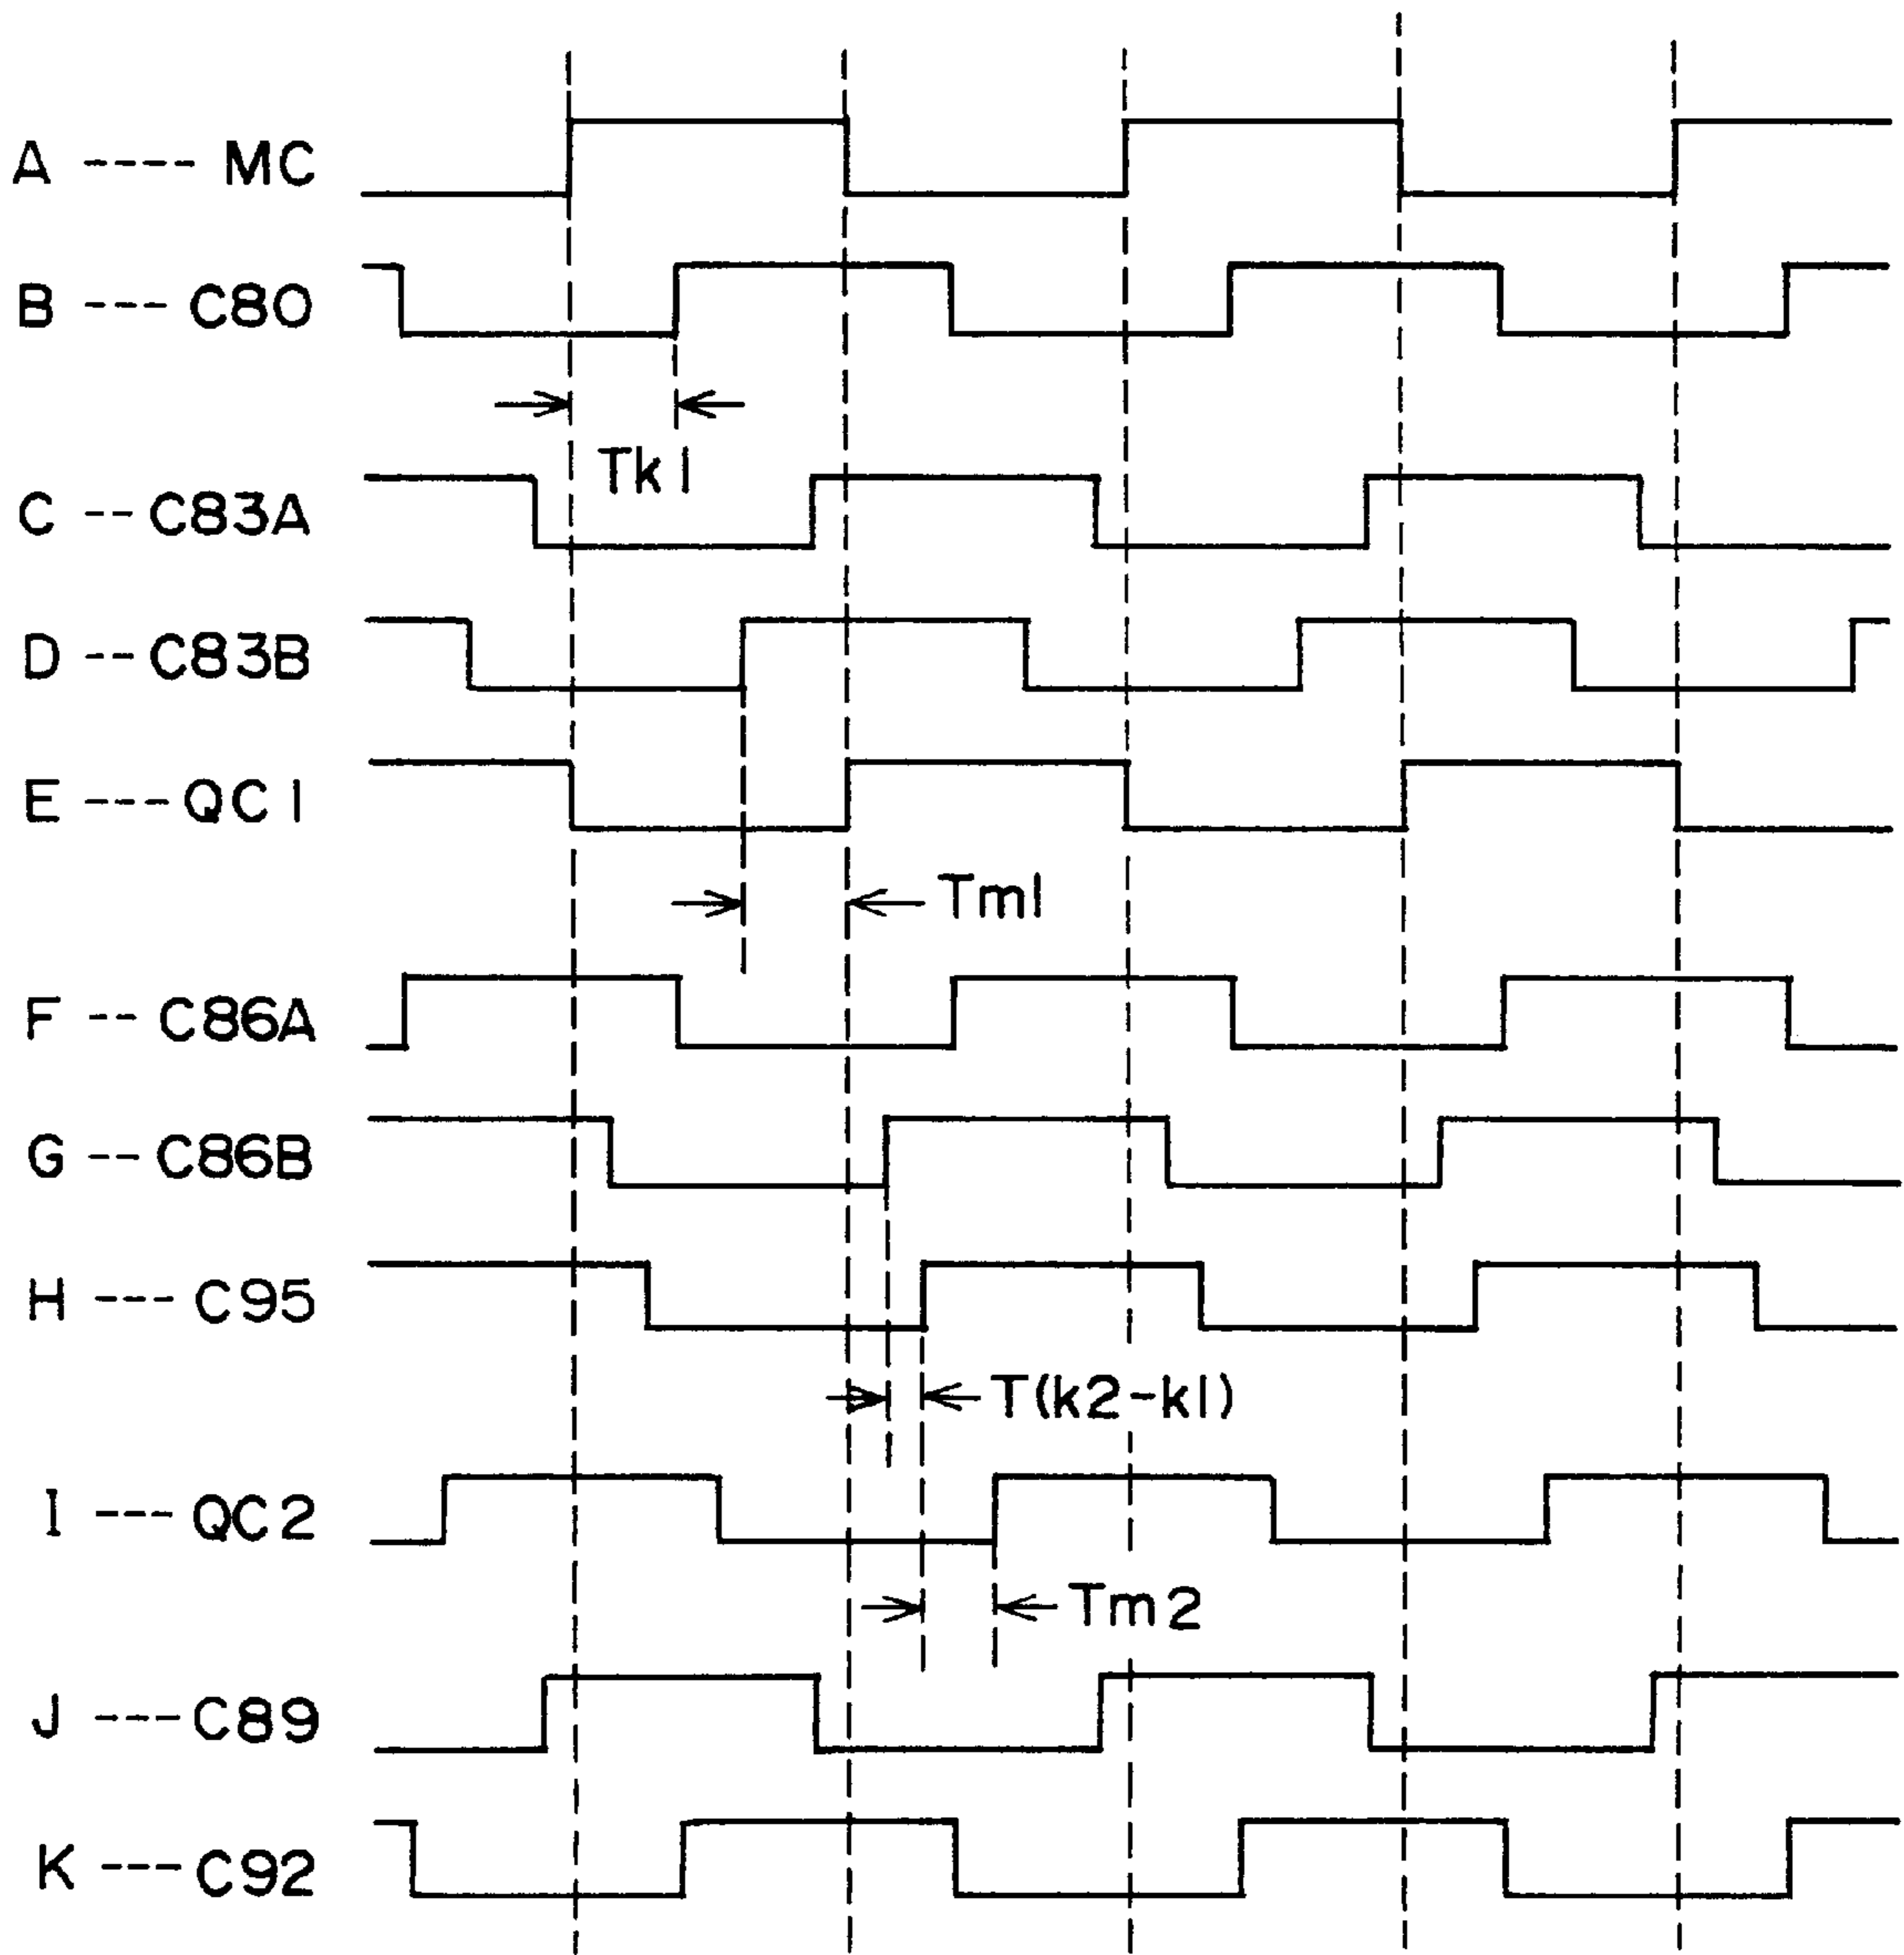 A ---- MC
B --- C80
Tk1
C -- C83A
D -- C83B
E --- QC1
Tm1
F -- C86A
G -- C86B
H --- C95
T(k2-k1)
I --- QC2
Tm2
J --- C89
K --- C92